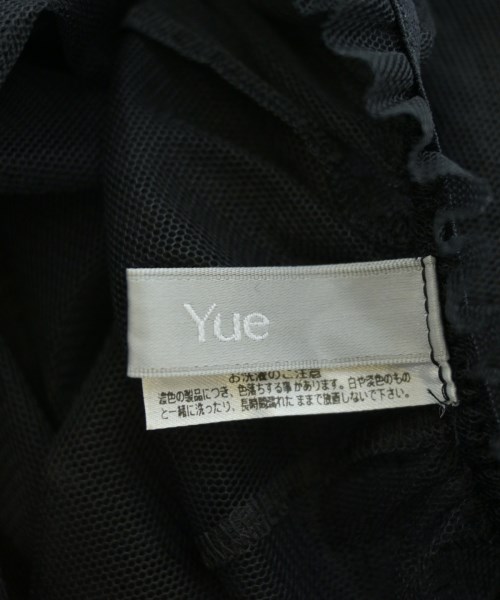 Yue
お洗濯のご注意
濃色の製品につき、色落ちする事があります。白や淡色のもの
と一緒に洗ったり、長時間濡れたままで放置しないで下さい。